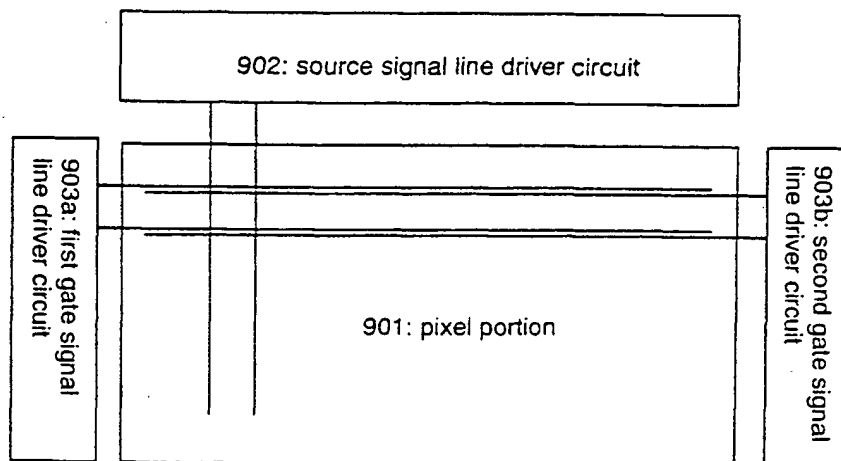 902: source signal line driver circuit
903a: first gate signal
line driver circuit
901: pixel portion
903b: second gate signal
line driver circuit